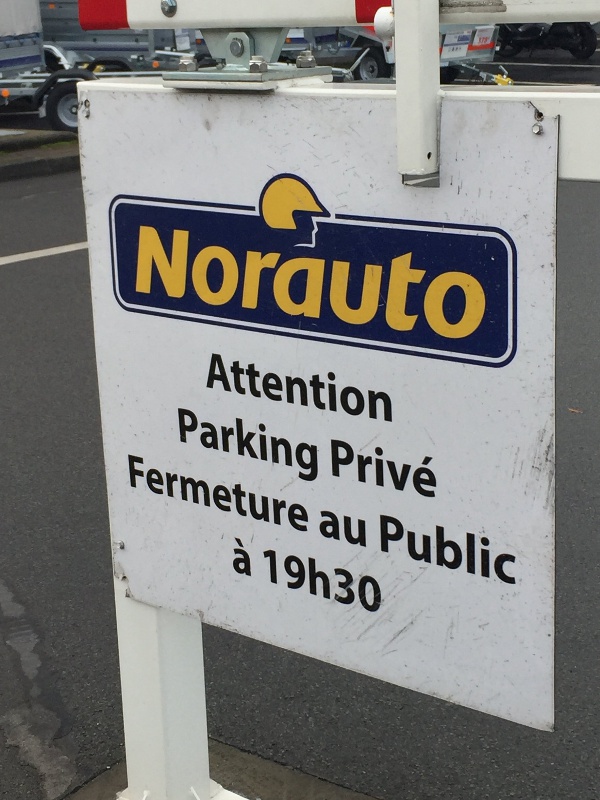 Norauto
Attention
Parking Privé
Fermeture au Public
à 19h30